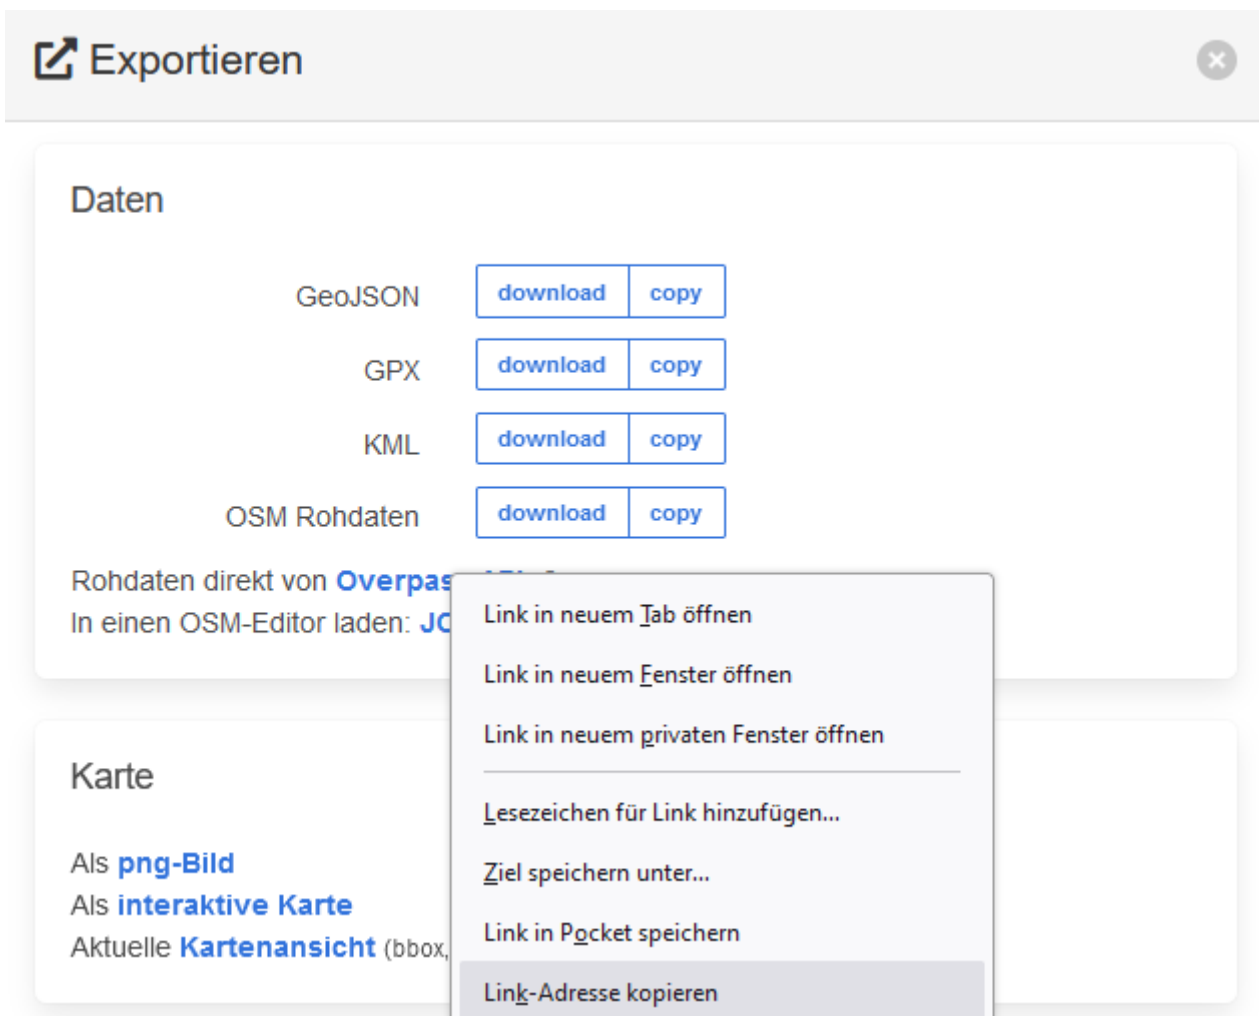 Exportieren
Daten
GeoJSON download copy
GPX download copy
KML download copy
OSM Rohdaten download copy
Rohdaten direkt von Overpas
In einen OSM-Editor laden: JO
Link in neuem Tab öffnen
Link in neuem Fenster öffnen
Link in neuem privaten Fenster öffnen
Lesezeichen für Link hinzufügen...
Ziel speichern unter...
Link in Pocket speichern
Link-Adresse kopieren
Karte
Als png-Bild
Als interaktive Karte
Aktuelle Kartenansicht (bbox,